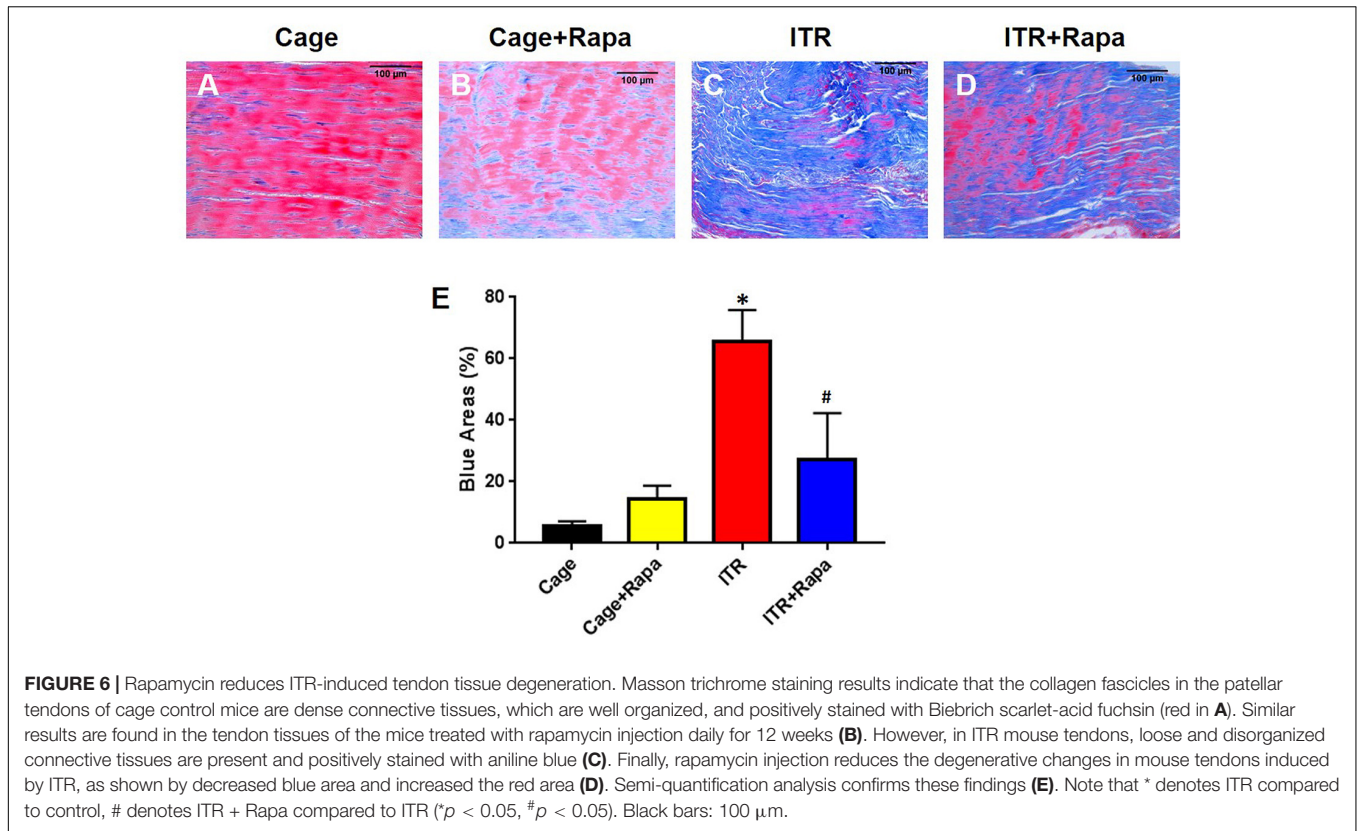 Cage Cage+Rapa ITR ITR+Rapa
A 100 µm B 100 µm C 100 µm D 100 µm
E
80
60
40
20
0
Blue Areas (%)
*
#
Cage Cage+Rapa ITR ITR+Rapa
FIGURE 6 | Rapamycin reduces ITR-induced tendon tissue degeneration. Masson trichrome staining results indicate that the collagen fascicles in the patellar
tendons of cage control mice are dense connective tissues, which are well organized, and positively stained with Biebrich scarlet-acid fuchsin (red in A). Similar
results are found in the tendon tissues of the mice treated with rapamycin injection daily for 12 weeks (B). However, in ITR mouse tendons, loose and disorganized
connective tissues are present and positively stained with aniline blue (C). Finally, rapamycin injection reduces the degenerative changes in mouse tendons induced
by ITR, as shown by decreased blue area and increased the red area (D). Semi-quantification analysis confirms these findings (E). Note that * denotes ITR compared
to control, # denotes ITR + Rapa compared to ITR (*p < 0.05, #p < 0.05). Black bars: 100 µm.